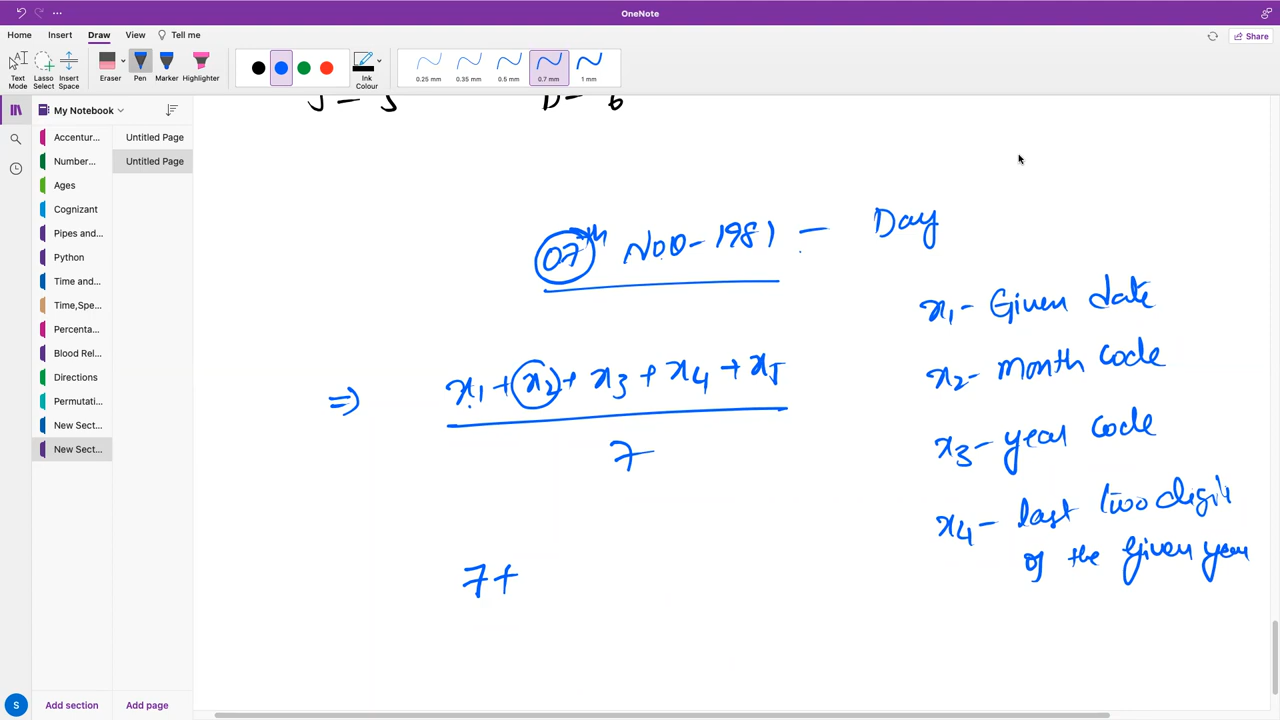 OneNote
Home Insert Draw View Tell me
Share
Text Mode
Lasso Select
Insert Space
Eraser
Pen
Marker
Highlighter
Ink Colour
0.25 mm
0.35 mm
0.5 mm
0.7 mm
1 mm
My Notebook
Accentur...
Number...
Ages
Cognizant
Pipes and...
Python
Time and...
Time,Spe...
Percenta...
Blood Rel...
Directions
Permutati...
New Sect...
New Sect...
Untitled Page
Untitled Page
07th Nov - 1981 - Day
x1 - Given date
x2 - month code
x3 - year code
x4 - last two digits
of the Given year
⇒ x1 + x2 + x3 + x4 + x5
7
7+
S
Add section
Add page